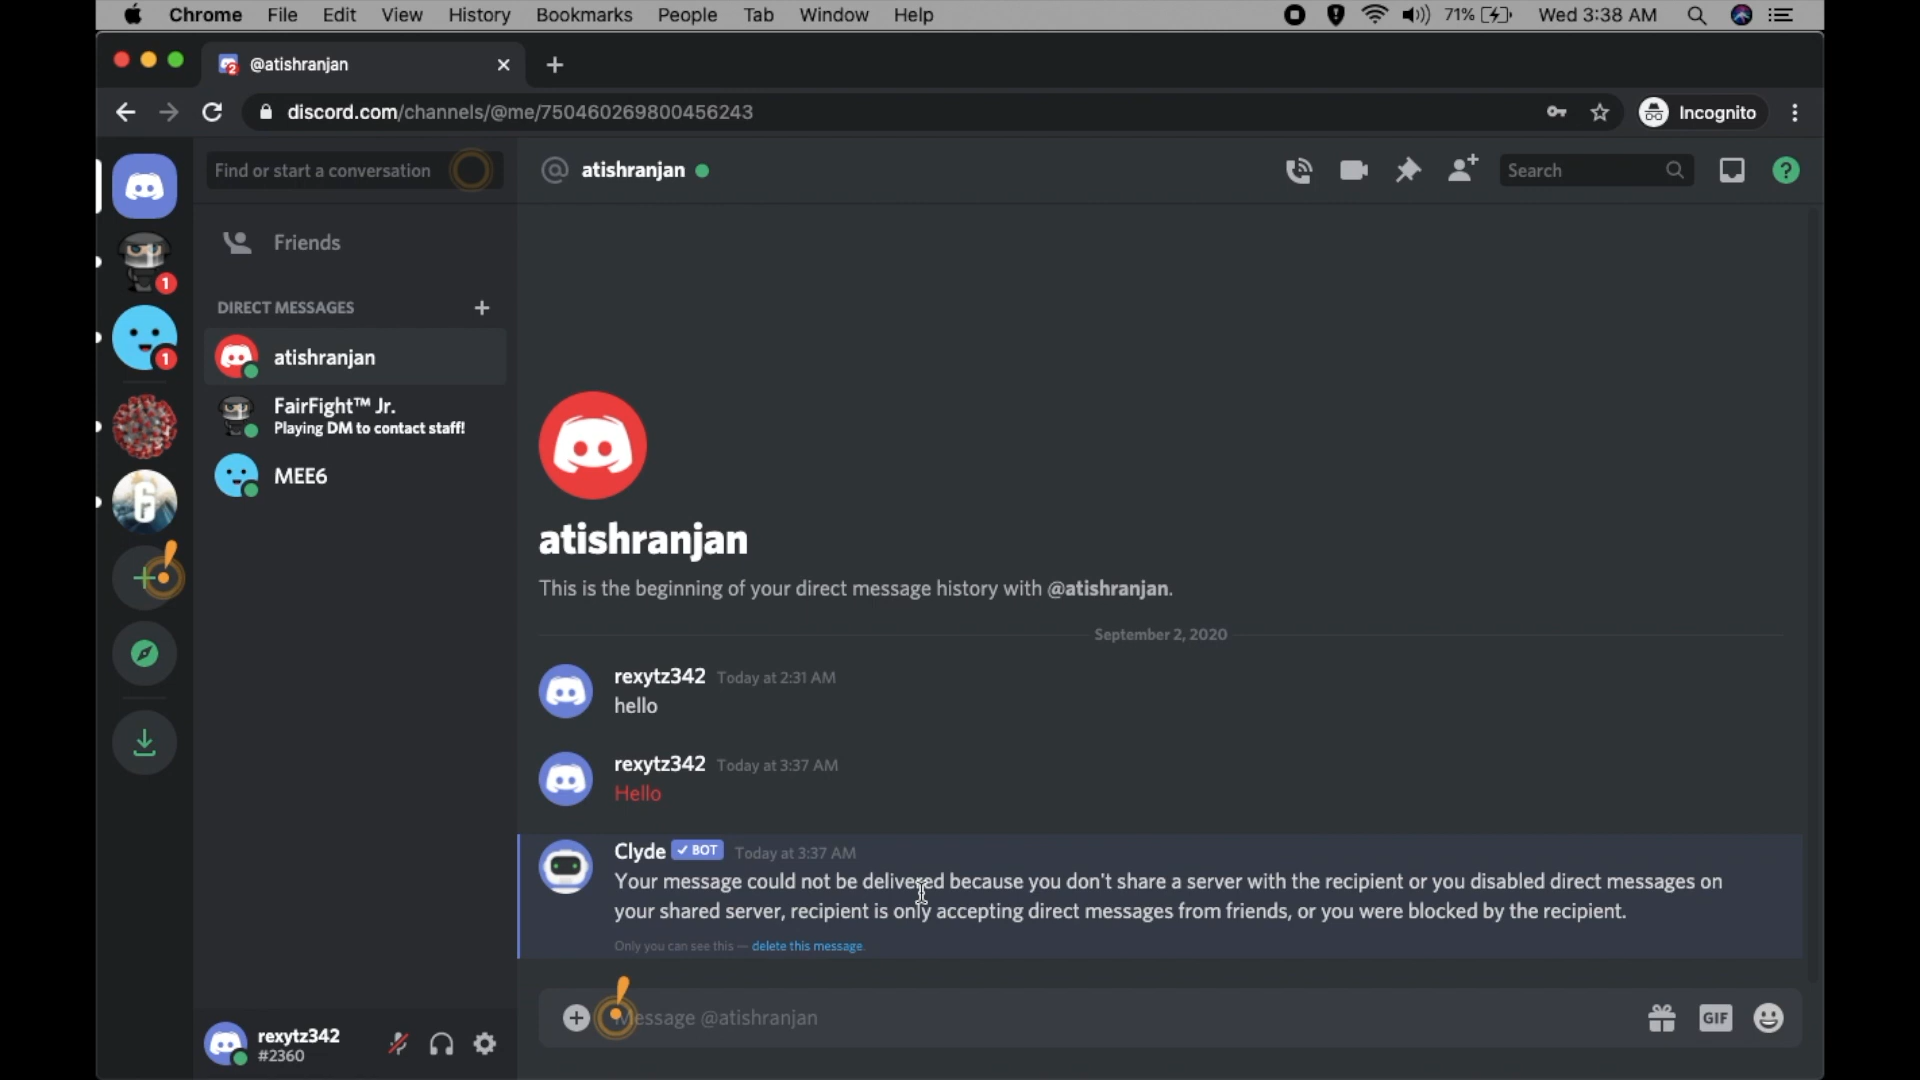 Chrome File Edit View History Bookmarks People Tab Window Help 71% Wed 3:38 AM
2 @atishranjan
discord.com/channels/@me/750460269800456243 Incognito
Find or start a conversation
atishranjan
Search
Friends
1
DIRECT MESSAGES
1
atishranjan
FairFight™ Jr.
Playing DM to contact staff!
MEE6
6
rexytz342
#2360
atishranjan
This is the beginning of your direct message history with @atishranjan.
September 2, 2020
rexytz342 Today at 2:31 AM
hello
rexytz342 Today at 3:37 AM
Hello
Clyde BOT Today at 3:37 AM
Your message could not be delivered because you don't share a server with the recipient or you disabled direct messages on
your shared server, recipient is only accepting direct messages from friends, or you were blocked by the recipient.
Only you can see this — delete this message.
Message @atishranjan
GIF